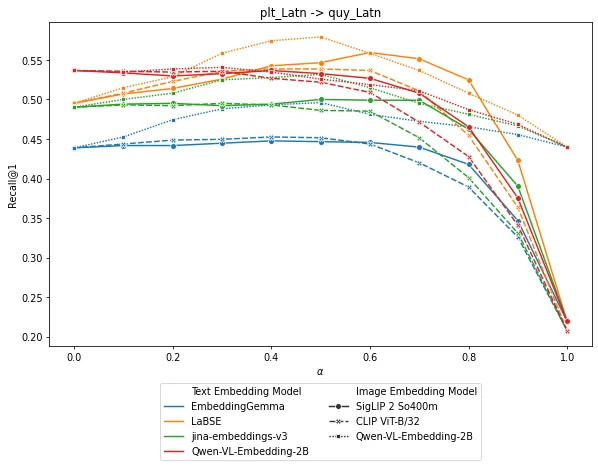 plt_Latn -> quy_Latn
Recall@1
0.55
0.50
0.45
0.40
0.35
0.30
0.25
0.20
0.0 0.2 0.4 0.6 0.8 1.0
α
Text Embedding Model
EmbeddingGemma
LaBSE
jina-embeddings-v3
Qwen-VL-Embedding-2B
Image Embedding Model
SigLIP 2 So400m
CLIP ViT-B/32
Qwen-VL-Embedding-2B